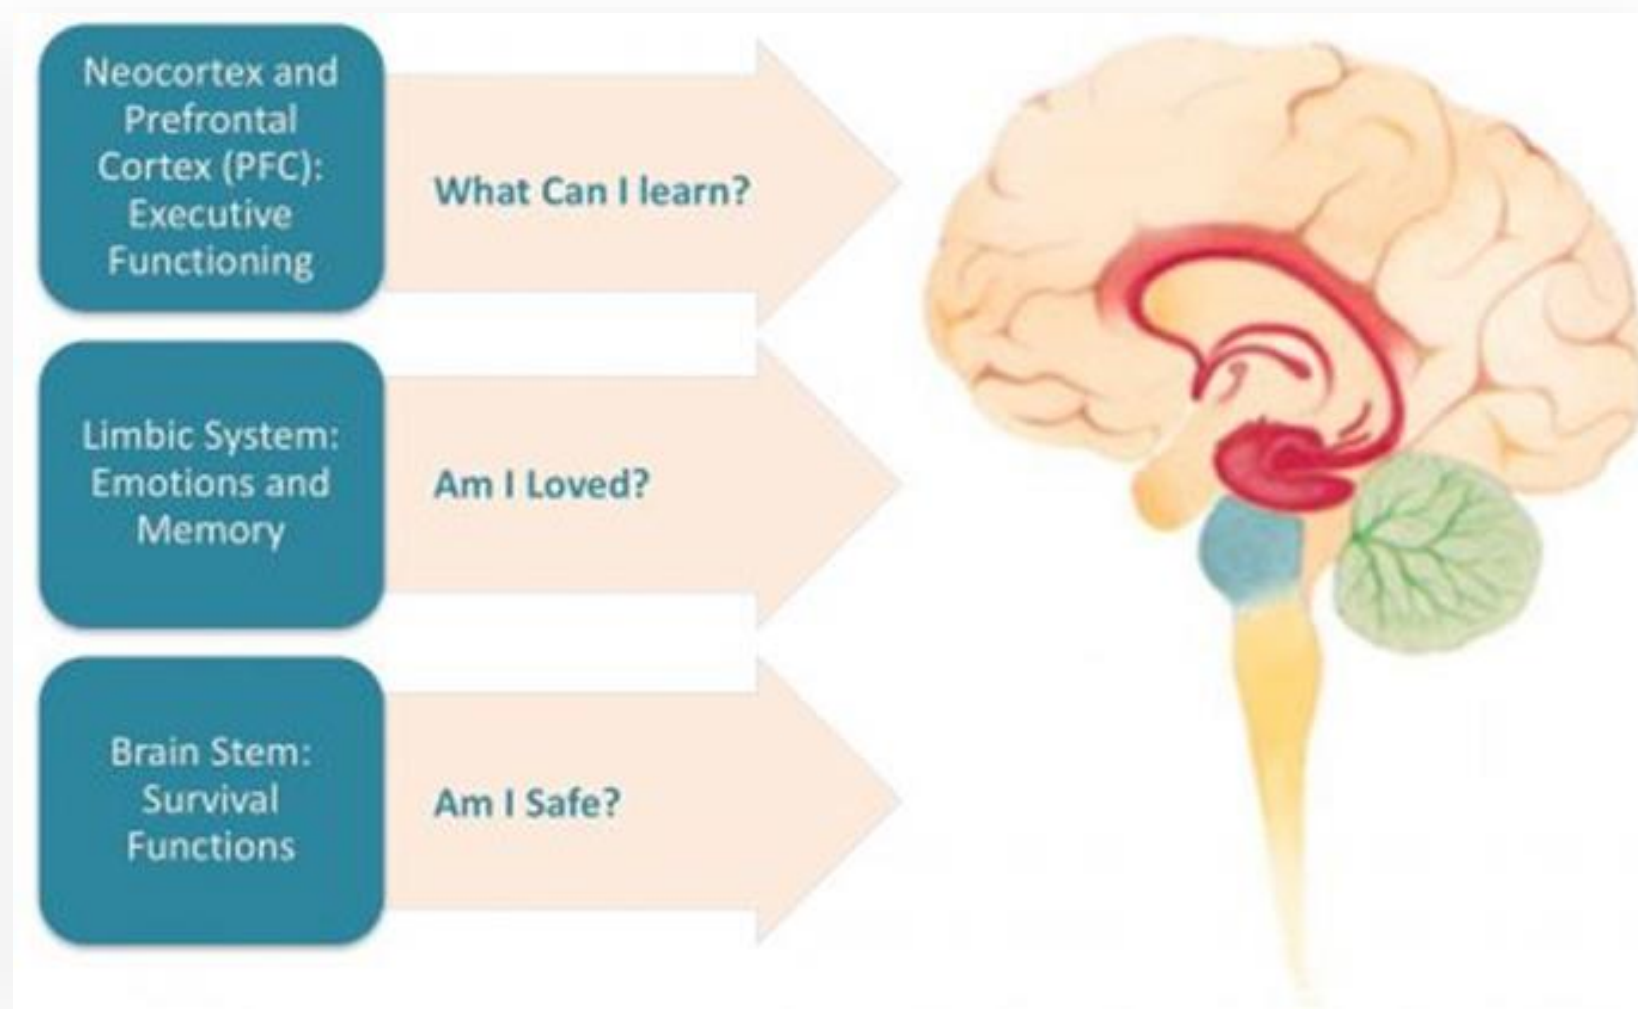 Neocortex and
Prefrontal
Cortex (PFC):
Executive
Functioning
What Can I learn?
Limbic System:
Emotions and
Memory
Am I Loved?
Brain Stem:
Survival
Functions
Am I Safe?